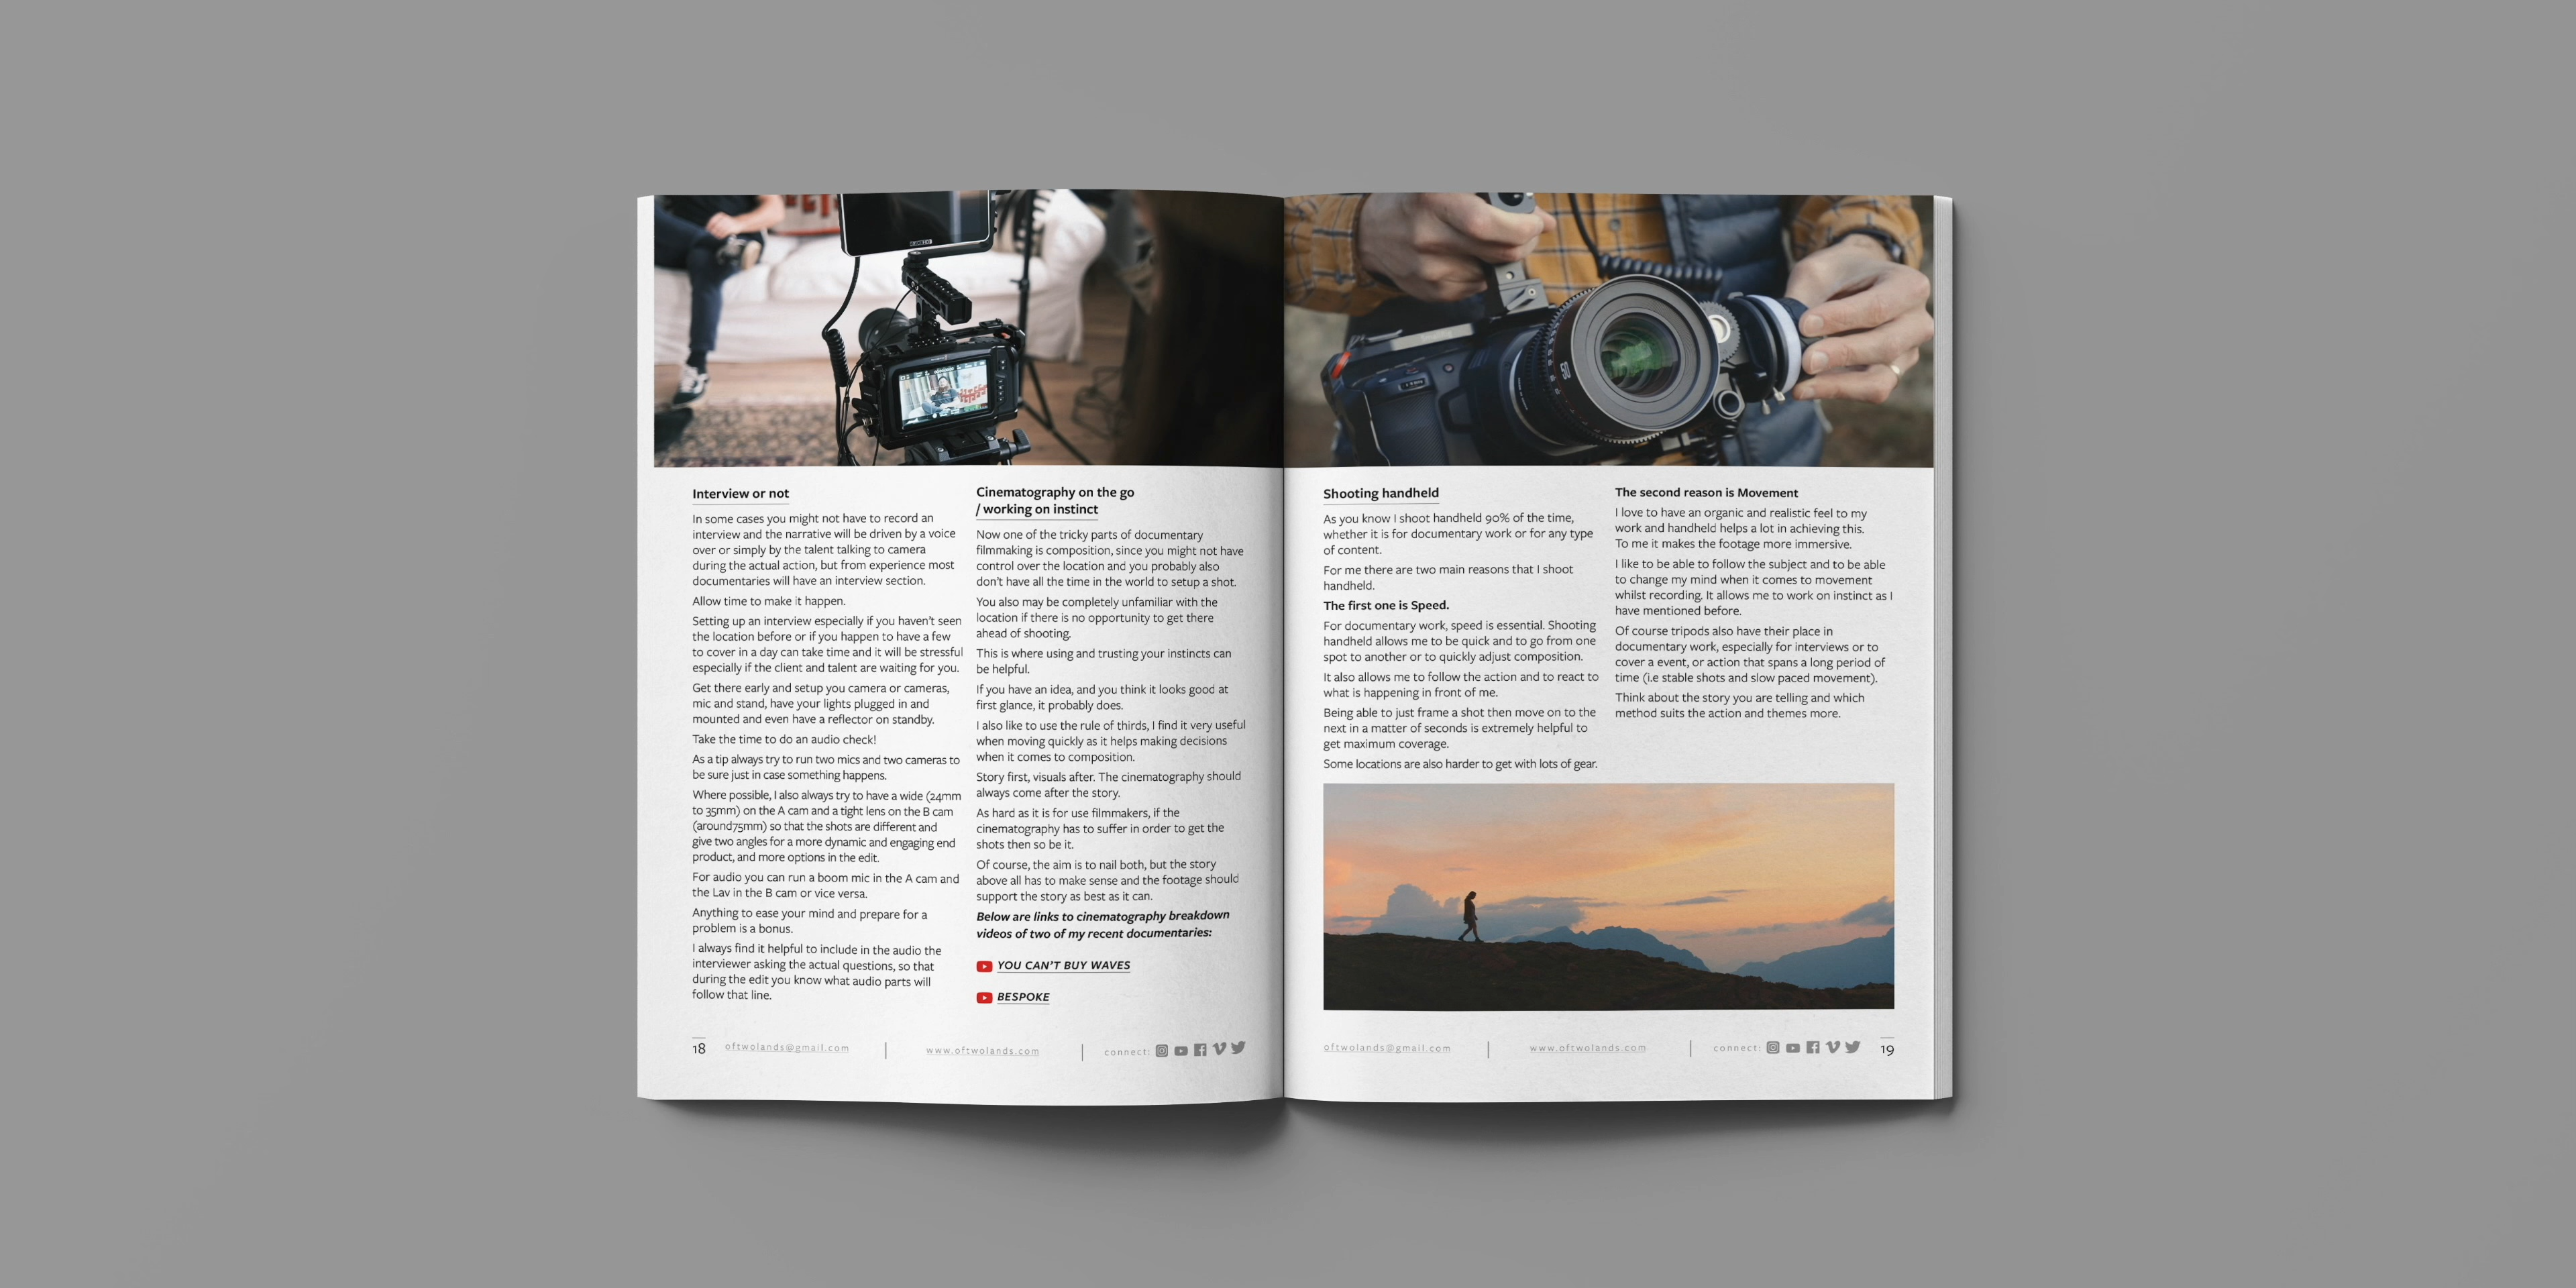 Interview or not
In some cases you might not have to record an
interview and the narrative will be driven by a voice
over or simply by the talent talking to camera
during the actual action, but from experience most
documentaries will have an interview section.
Allow time to make it happen.
Setting up an interview especially if you haven't seen
the location before or if you happen to have a few
to cover in a day can take time and it will be stressful
especially if the client and talent are waiting for you.
Get there early and setup you camera or cameras,
mic and stand, have your lights plugged in and
mounted and even have a reflector on standby.
Take the time to do an audio check!
As a tip always try to run two mics and two cameras to
be sure just in case something happens.
Where possible, I also always try to have a wide (24mm
to 35mm) on the A cam and a tight lens on the B cam
(around75mm) so that the shots are different and
give two angles for a more dynamic and engaging end
product, and more options in the edit.
For audio you can run a boom mic in the A cam and
the Lav in the B cam or vice versa.
Anything to ease your mind and prepare for a
problem is a bonus.
I always find it helpful to include in the audio the
interviewer asking the actual questions, so that
during the edit you know what audio parts will
follow that line.
Cinematography on the go
/ working on instinct
Now one of the tricky parts of documentary
filmmaking is composition, since you might not have
control over the location and you probably also
don't have all the time in the world to setup a shot.
You also may be completely unfamiliar with the
location if there is no opportunity to get there
ahead of shooting.
This is where using and trusting your instincts can
be helpful.
If you have an idea, and you think it looks good at
first glance, it probably does.
I also like to use the rule of thirds, I find it very useful
when moving quickly as it helps making decisions
when it comes to composition.
Story first, visuals after. The cinematography should
always come after the story.
As hard as it is for use filmmakers, if the
cinematography has to suffer in order to get the
shots then so be it.
Of course, the aim is to nail both, but the story
above all has to make sense and the footage should
support the story as best as it can.
Below are links to cinematography breakdown
videos of two of my recent documentaries:
YOU CAN'T BUY WAVES
BESPOKE
18 oftwolands@gmail.com | www.oftwolands.com | connect:
Shooting handheld
As you know I shoot handheld 90% of the time,
whether it is for documentary work or for any type
of content.
For me there are two main reasons that I shoot
handheld.
The first one is Speed.
For documentary work, speed is essential. Shooting
handheld allows me to be quick and to go from one
spot to another or to quickly adjust composition.
It also allows me to follow the action and to react to
what is happening in front of me.
Being able to just frame a shot then move on to the
next in a matter of seconds is extremely helpful to
get maximum coverage.
Some locations are also harder to get with lots of gear.
The second reason is Movement
I love to have an organic and realistic feel to my
work and handheld helps a lot in achieving this.
To me it makes the footage more immersive.
I like to be able to follow the subject and to be able
to change my mind when it comes to movement
whilst recording. It allows me to work on instinct as I
have mentioned before.
Of course tripods also have their place in
documentary work, especially for interviews or to
cover a event, or action that spans a long period of
time (i.e stable shots and slow paced movement).
Think about the story you are telling and which
method suits the action and themes more.
oftwolands@gmail.com | www.oftwolands.com | connect: 19